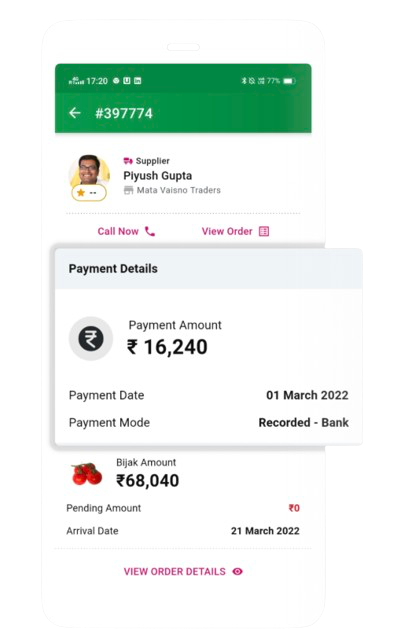 17:20 77%
#397774
Supplier
Piyush Gupta
-- Mata Vaisno Traders
Call Now View Order
Payment Details
Payment Amount
₹ 16,240
Payment Date 01 March 2022
Payment Mode Recorded - Bank
Bijak Amount
₹68,040
Pending Amount ₹0
Arrival Date 21 March 2022
VIEW ORDER DETAILS